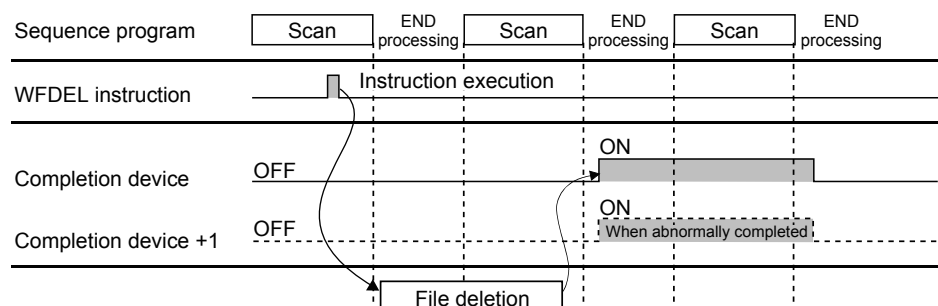 Sequence program
Scan
END
processing
Scan
END
processing
Scan
END
processing
WFDEL instruction
Instruction execution
Completion device
OFF
ON
Completion device +1
OFF
ON
When abnormally completed
File deletion